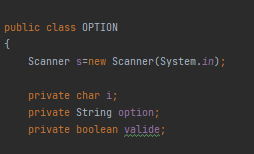 public class OPTION
{
    Scanner s=new Scanner(System.in);
    private char i;
    private String option;
    private boolean valide;